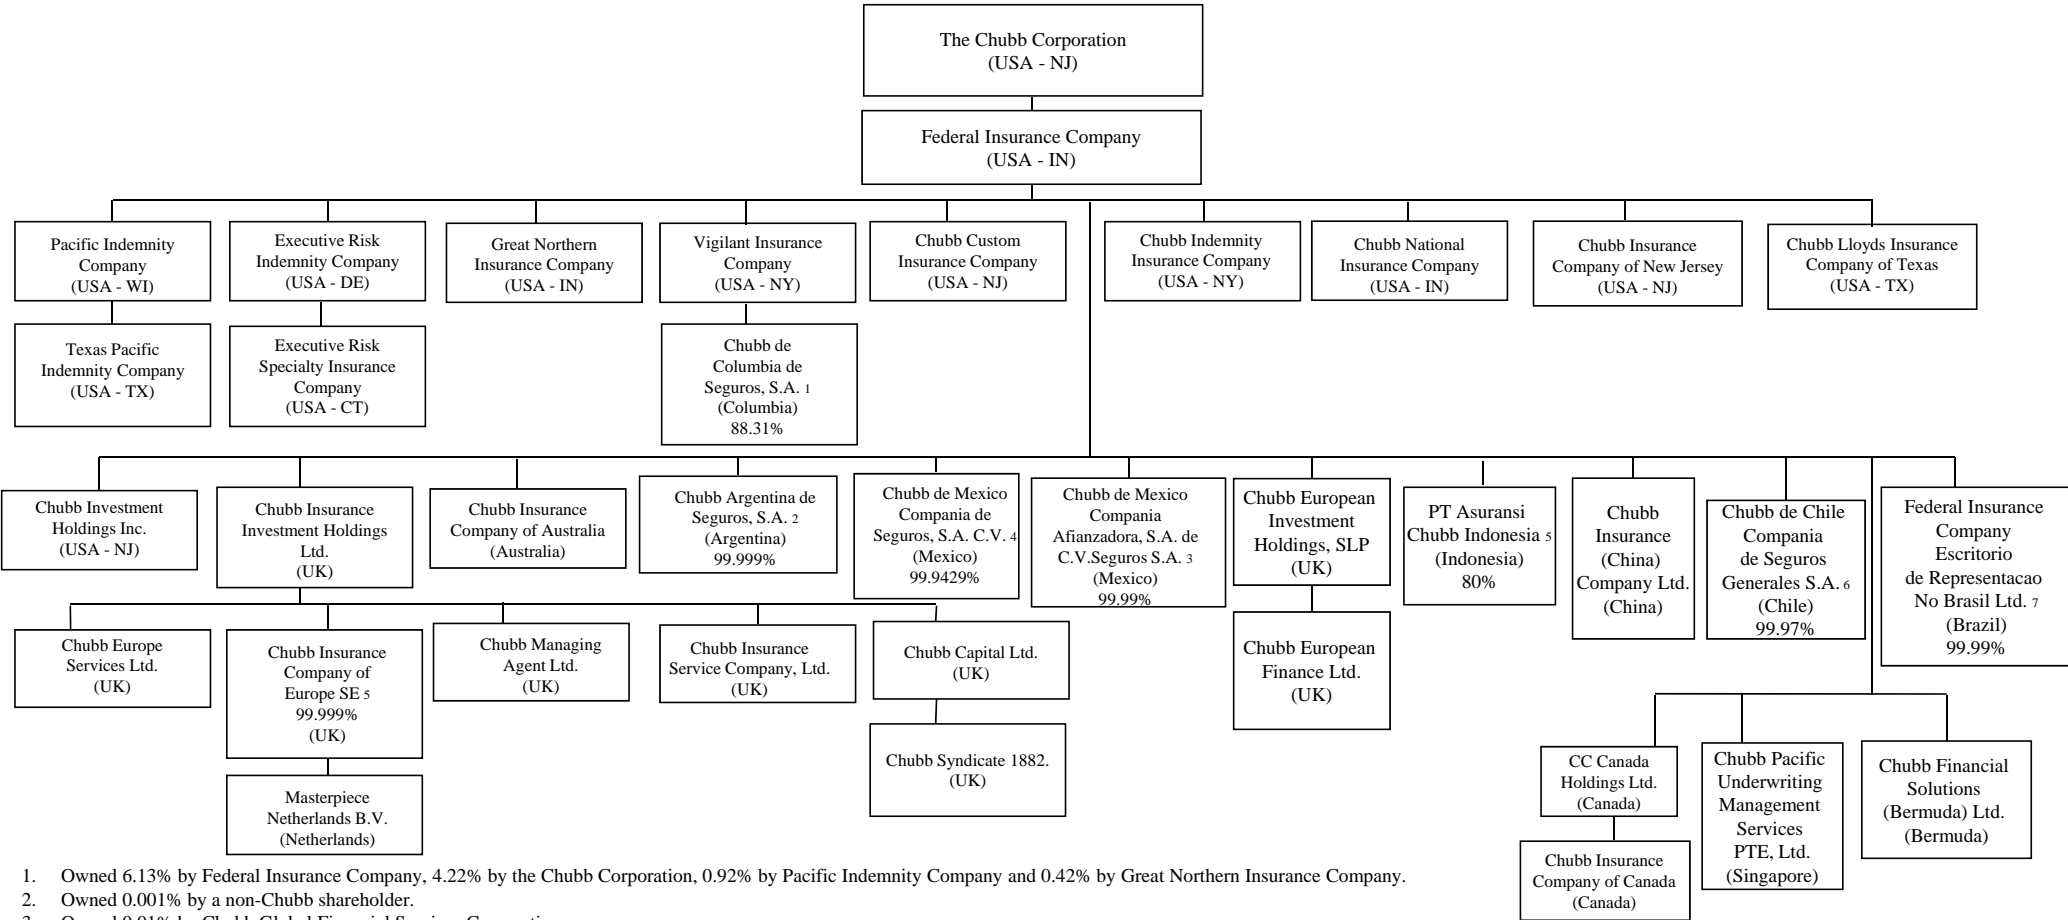 The Chubb Corporation
(USA - NJ)
Federal Insurance Company
(USA - IN)
Pacific Indemnity
Company
(USA - WI)
Executive Risk
Indemnity Company
(USA - DE)
Great Northern
Insurance Company
(USA - IN)
Vigilant Insurance
Company
(USA - NY)
Chubb Custom
Insurance Company
(USA - NJ)
Chubb Indemnity
Insurance Company
(USA - NY)
Chubb National
Insurance Company
(USA - IN)
Chubb Insurance
Company of New Jersey
(USA - NJ)
Chubb Lloyds Insurance
Company of Texas
(USA - TX)
Texas Pacific
Indemnity Company
(USA - TX)
Executive Risk
Specialty Insurance
Company
(USA - CT)
Chubb de
Columbia de
Seguros, S.A. 1
(Columbia)
88.31%
Chubb Investment
Holdings Inc.
(USA - NJ)
Chubb Insurance
Investment Holdings
Ltd.
(UK)
Chubb Insurance
Company of Australia
(Australia)
Chubb Argentina de
Seguros, S.A. 2
(Argentina)
99.999%
Chubb de Mexico
Compania de
Seguros, S.A. C.V. 4
(Mexico)
99.9429%
Chubb de Mexico
Compania
Afianzadora, S.A. de
C.V.Seguros S.A. 3
(Mexico)
99.99%
Chubb European
Investment
Holdings, SLP
(UK)
PT Asuransi
Chubb Indonesia 5
(Indonesia)
80%
Chubb
Insurance
(China)
Company Ltd.
(China)
Chubb de Chile
Compania
de Seguros
Generales S.A. 6
(Chile)
99.97%
Federal Insurance
Company
Escritorio
de Representacao
No Brasil Ltd. 7
(Brazil)
99.99%
Chubb Europe
Services Ltd.
(UK)
Chubb Insurance
Company of
Europe SE 5
99.999%
(UK)
Chubb Managing
Agent Ltd.
(UK)
Chubb Insurance
Service Company, Ltd.
(UK)
Chubb Capital Ltd.
(UK)
Chubb European
Finance Ltd.
(UK)
Masterpiece
Netherlands B.V.
(Netherlands)
Chubb Syndicate 1882.
(UK)
CC Canada
Holdings Ltd.
(Canada)
Chubb Pacific
Underwriting
Management
Services
PTE, Ltd.
(Singapore)
Chubb Financial
Solutions
(Bermuda) Ltd.
(Bermuda)
Chubb Insurance
Company of Canada
(Canada)
1. Owned 6.13% by Federal Insurance Company, 4.22% by the Chubb Corporation, 0.92% by Pacific Indemnity Company and 0.42% by Great Northern Insurance Company.
2. Owned 0.001% by a non-Chubb shareholder.
3. Owned 0.01% by Chubb Global Financial Services Corporation